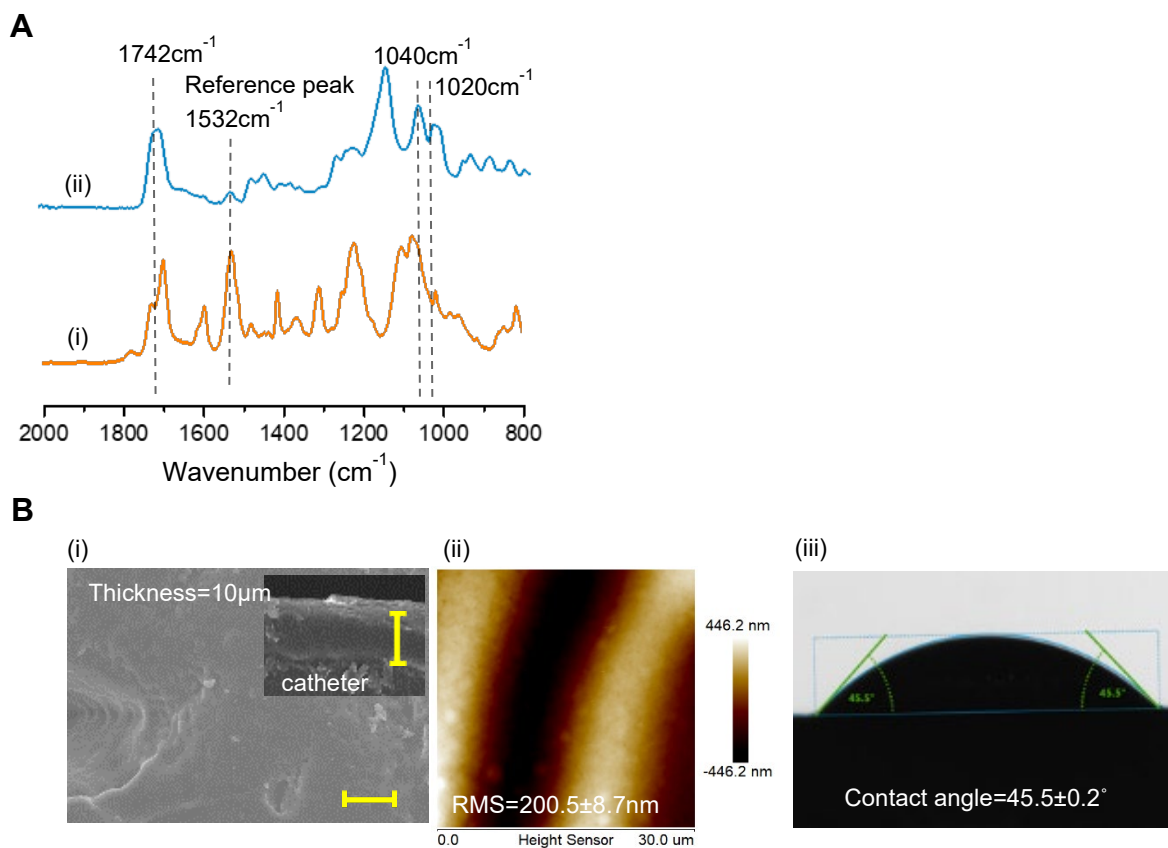 A
1742cm⁻¹
1040cm⁻¹
Reference peak
1020cm⁻¹
1532cm⁻¹
(ii)
(i)
2000 1800 1600 1400 1200 1000 800
Wavenumber (cm⁻¹)
B
(i)
(ii)
(iii)
Thickness=10μm
catheter
446.2 nm
-446.2 nm
RMS=200.5±8.7nm
0.0 Height Sensor 30.0 um
45.5°
45.5°
Contact angle=45.5±0.2°